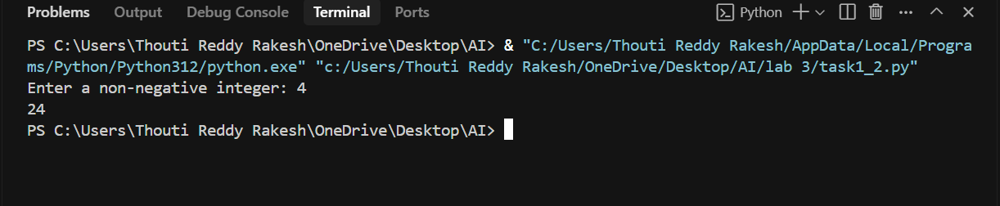 Problems Output Debug Console Terminal Ports Python
PS C:\Users\Thouti Reddy Rakesh\OneDrive\Desktop\AI> & "C:/Users/Thouti Reddy Rakesh/AppData/Local/Progra
ms/Python/Python312/python.exe" "c:/Users/Thouti Reddy Rakesh/OneDrive/Desktop/AI/lab 3/task1_2.py"
Enter a non-negative integer: 4
24
PS C:\Users\Thouti Reddy Rakesh\OneDrive\Desktop\AI>